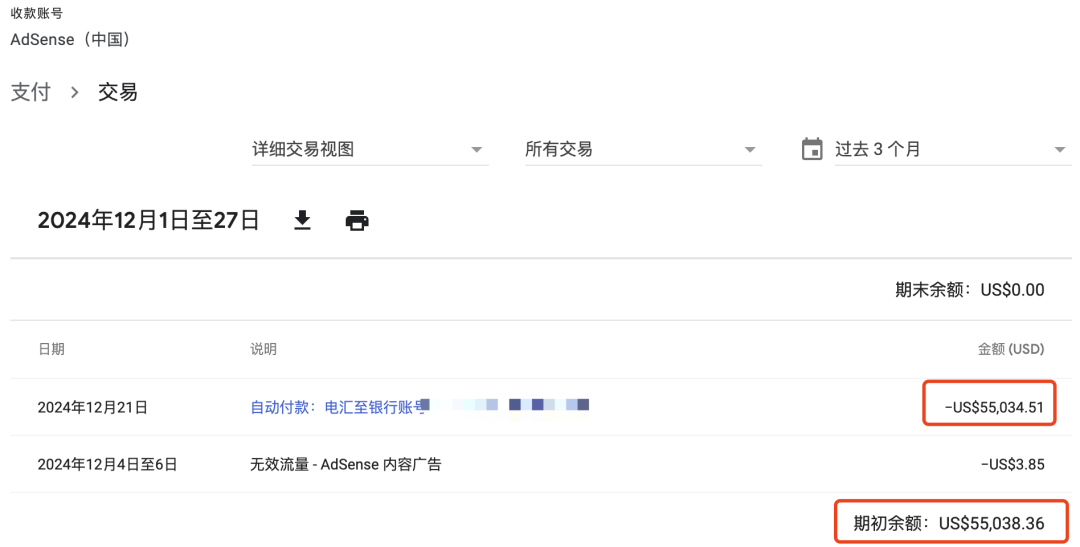 收款账号
AdSense（中国）
支付 > 交易
详细交易视图 所有交易 过去 3 个月
2024年12月1日至27日
期末余额：US$0.00
日期 说明 金额 (USD)
2024年12月21日 自动付款：电汇至银行账号 -US$55,034.51
2024年12月4日至6日 无效流量 - AdSense 内容广告 -US$3.85
期初余额：US$55,038.36